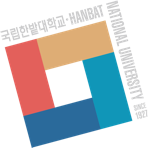 국립한밭대학교·HANBAT
NATIONAL UNIVERSITY
SINCE
1927